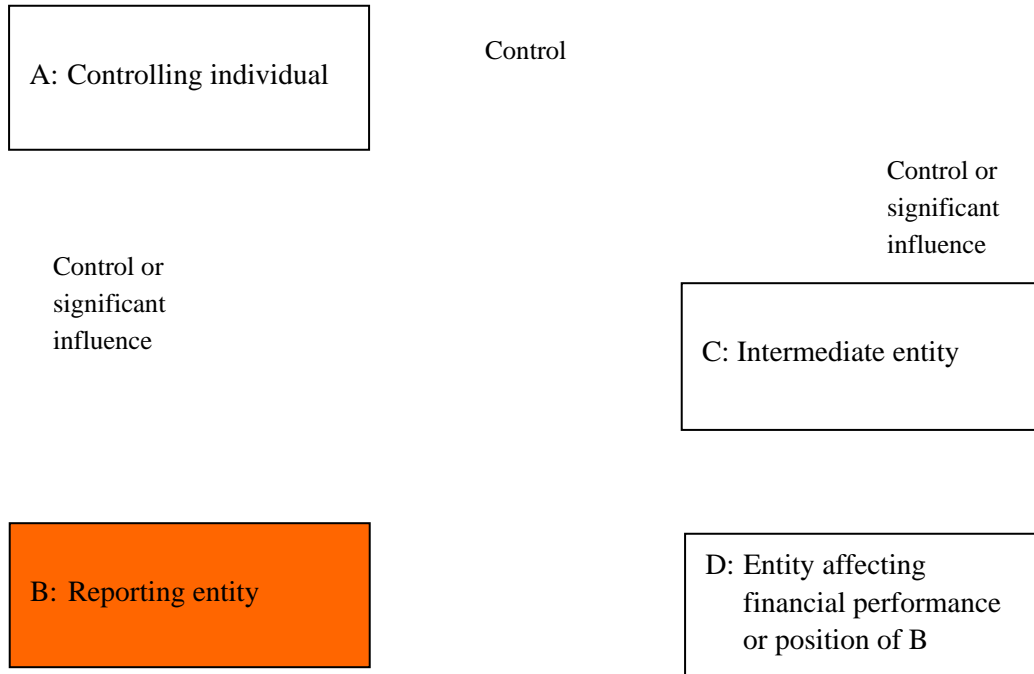 A: Controlling individual
Control
Control or
significant
influence
Control or
significant
influence
C: Intermediate entity
B: Reporting entity
D: Entity affecting
financial performance
or position of B